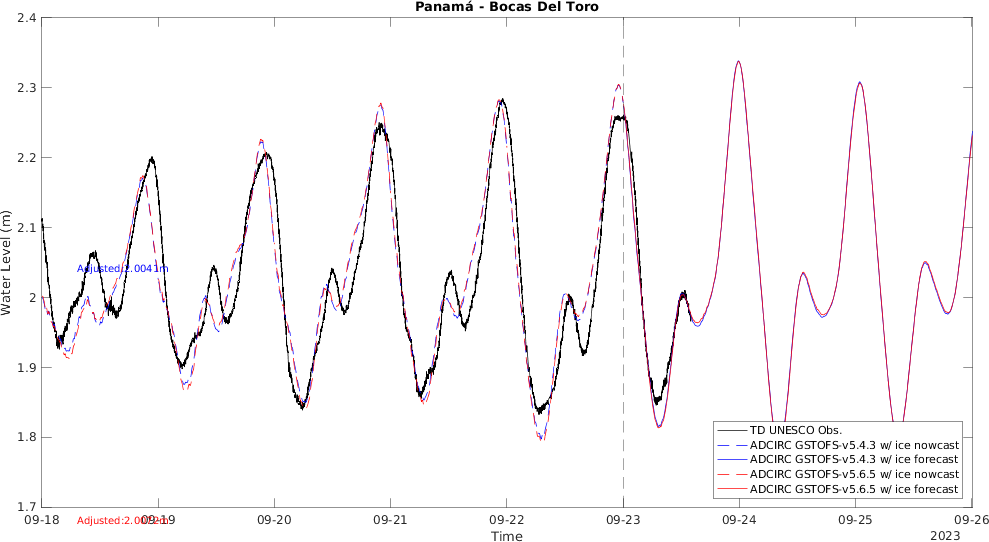 Panamá - Bocas Del Toro
Water Level (m)
2.4
2.3
2.2
2.1
2
1.9
1.8
1.7
Adjusted:2.0041m
TD UNESCO Obs.
ADCIRC GSTOFS-v5.4.3 w/ ice nowcast
ADCIRC GSTOFS-v5.4.3 w/ ice forecast
ADCIRC GSTOFS-v5.6.5 w/ ice nowcast
ADCIRC GSTOFS-v5.6.5 w/ ice forecast
09-18 09-19 09-20 09-21 09-22 09-23 09-24 09-25 09-26
Time
2023